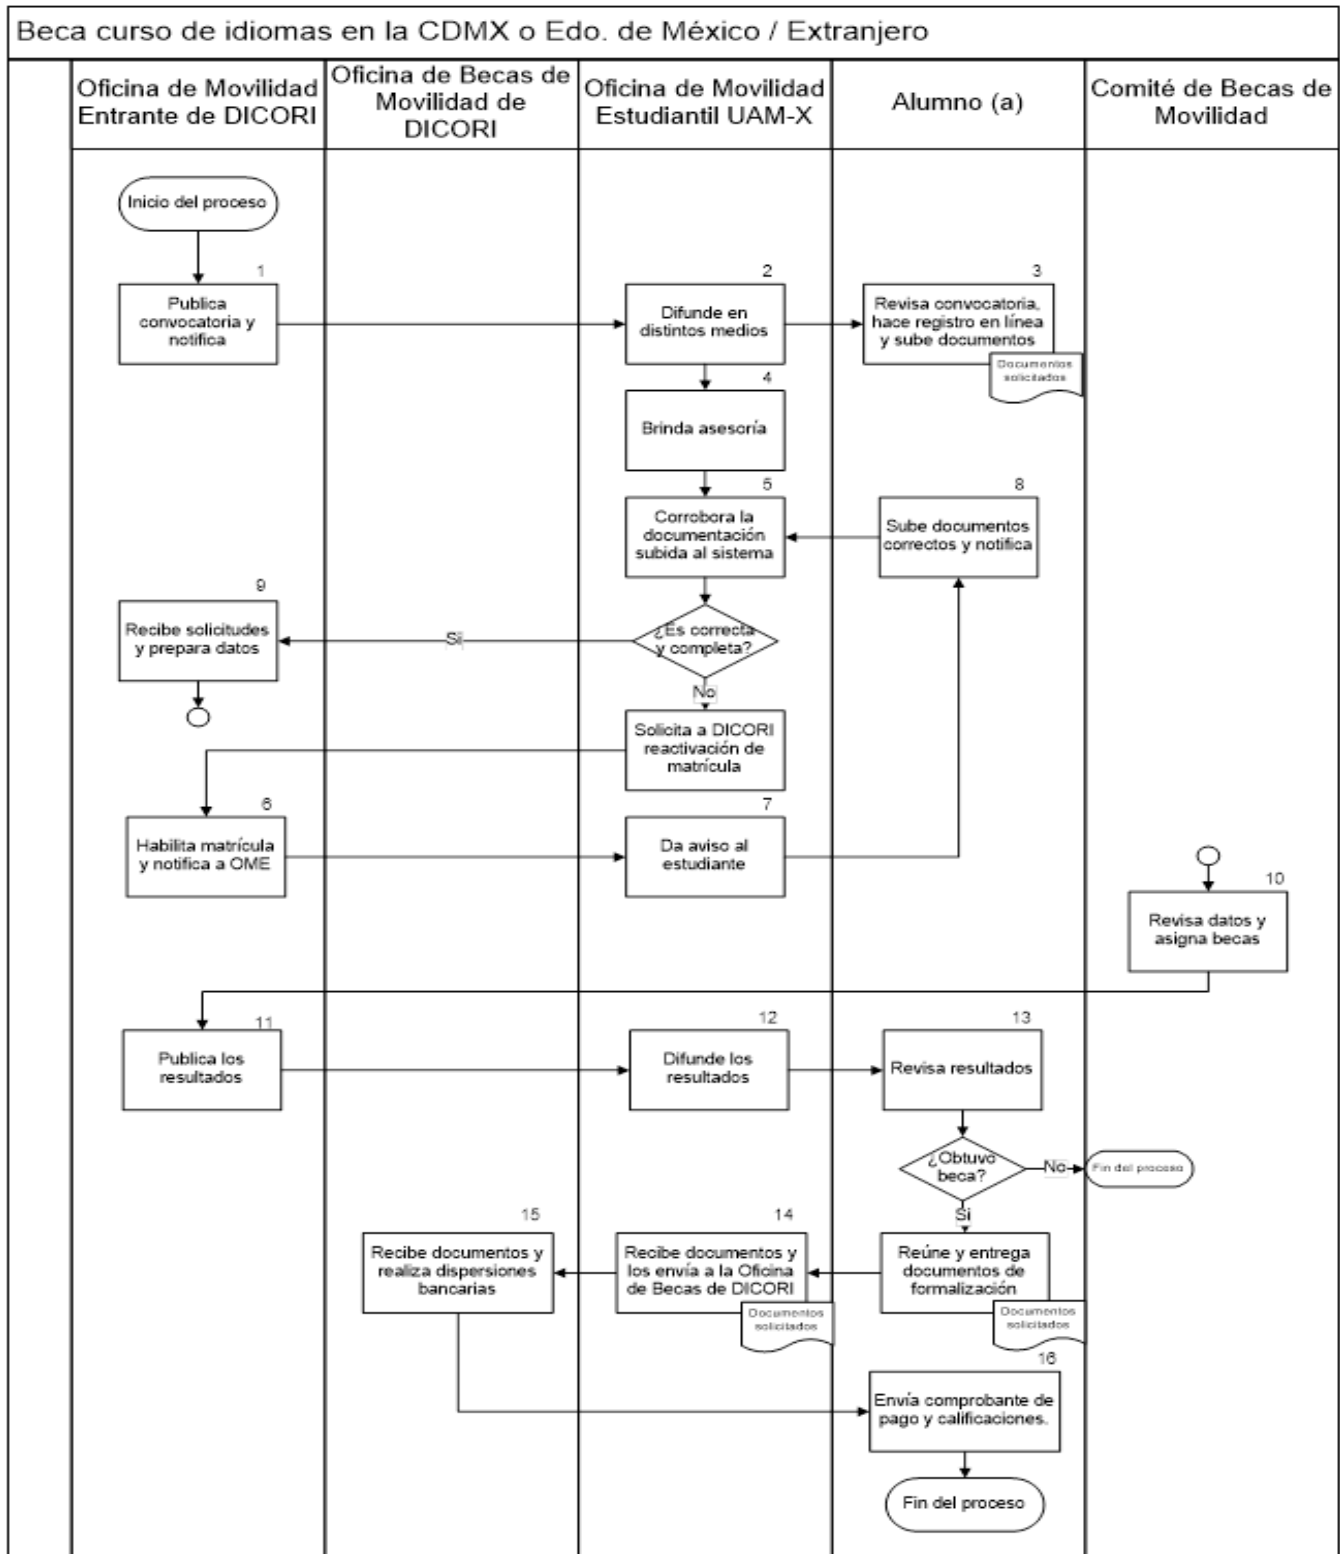 Beca curso de idiomas en la CDMX o Edo. de México / Extranjero
Oficina de Movilidad
Entrante de DICORI
Oficina de Becas de
Movilidad de
DICORI
Oficina de Movilidad
Estudiantil UAM-X
Alumno (a)
Comité de Becas de
Movilidad
Inicio del proceso
1
Publica
convocatoria y
notifica
2
Difunde en
distintos medios
3
Revisa convocatoria,
hace registro en línea
y sube documentos
Documentos
solicitados
4
Brinda asesoría
5
Corrobora la
documentación
subida al sistema
8
Sube documentos
correctos y notifica
¿Es correcta
y completa?
Si
9
Recibe solicitudes
y prepara datos
No
Solicita a DICORI
reactivación de
matrícula
6
Habilita matrícula
y notifica a OME
7
Da aviso al
estudiante
10
Revisa datos y
asigna becas
11
Publica los
resultados
12
Difunde los
resultados
13
Revisa resultados
¿Obtuvo
beca?
No
Fin del proceso
Si
Reúne y entrega
documentos de
formalización
Documentos
solicitados
14
Recibe documentos y
los envía a la Oficina
de Becas de DICORI
Documentos
solicitados
15
Recibe documentos y
realiza dispersiones
bancarias
16
Envía comprobante de
pago y calificaciones.
Fin del proceso